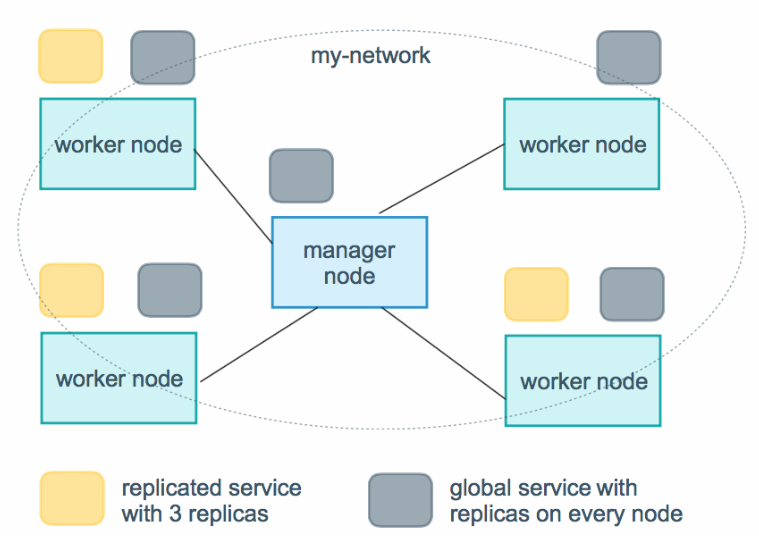 my-network
worker node
worker node
manager
node
worker node
worker node
replicated service
with 3 replicas
global service with
replicas on every node